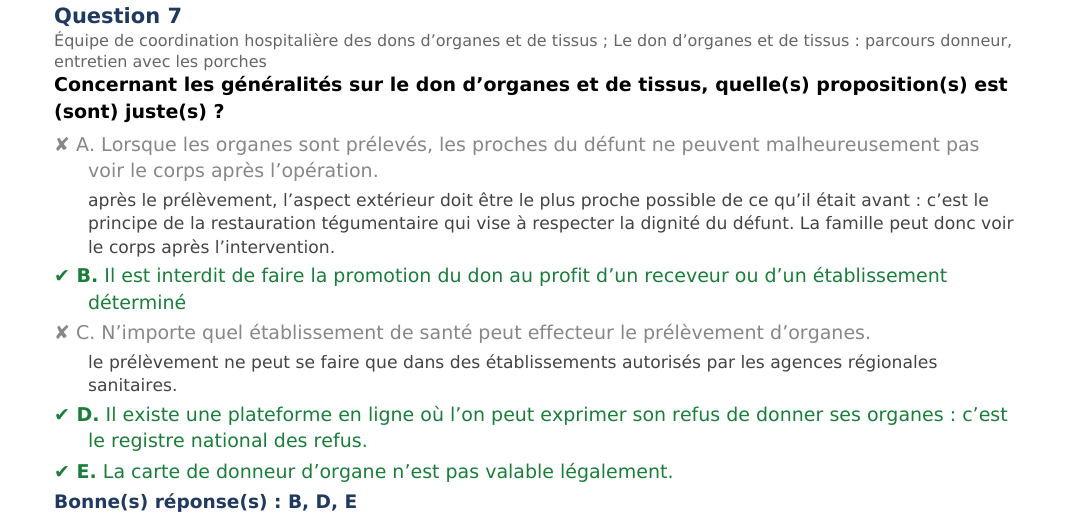 Question 7
Équipe de coordination hospitalière des dons d’organes et de tissus ; Le don d’organes et de tissus : parcours donneur,
entretien avec les porches
Concernant les généralités sur le don d’organes et de tissus, quelle(s) proposition(s) est
(sont) juste(s) ?
✘ A. Lorsque les organes sont prélevés, les proches du défunt ne peuvent malheureusement pas
voir le corps après l’opération.
après le prélèvement, l’aspect extérieur doit être le plus proche possible de ce qu’il était avant : c’est le
principe de la restauration tégumentaire qui vise à respecter la dignité du défunt. La famille peut donc voir
le corps après l’intervention.
✔ B. Il est interdit de faire la promotion du don au profit d’un receveur ou d’un établissement
déterminé
✘ C. N’importe quel établissement de santé peut effecteur le prélèvement d’organes.
le prélèvement ne peut se faire que dans des établissements autorisés par les agences régionales
sanitaires.
✔ D. Il existe une plateforme en ligne où l’on peut exprimer son refus de donner ses organes : c’est
le registre national des refus.
✔ E. La carte de donneur d’organe n’est pas valable légalement.
Bonne(s) réponse(s) : B, D, E